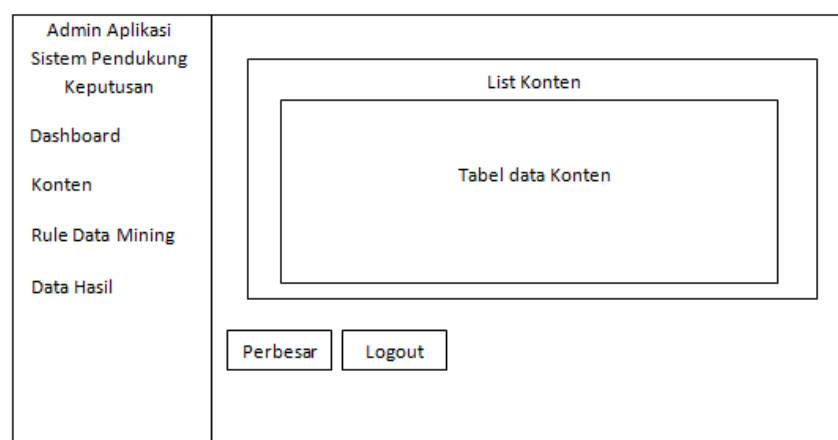 Admin Aplikasi
Sistem Pendukung
Keputusan
Dashboard
Konten
Rule Data Mining
Data Hasil
List Konten
Tabel data Konten
Perbesar
Logout